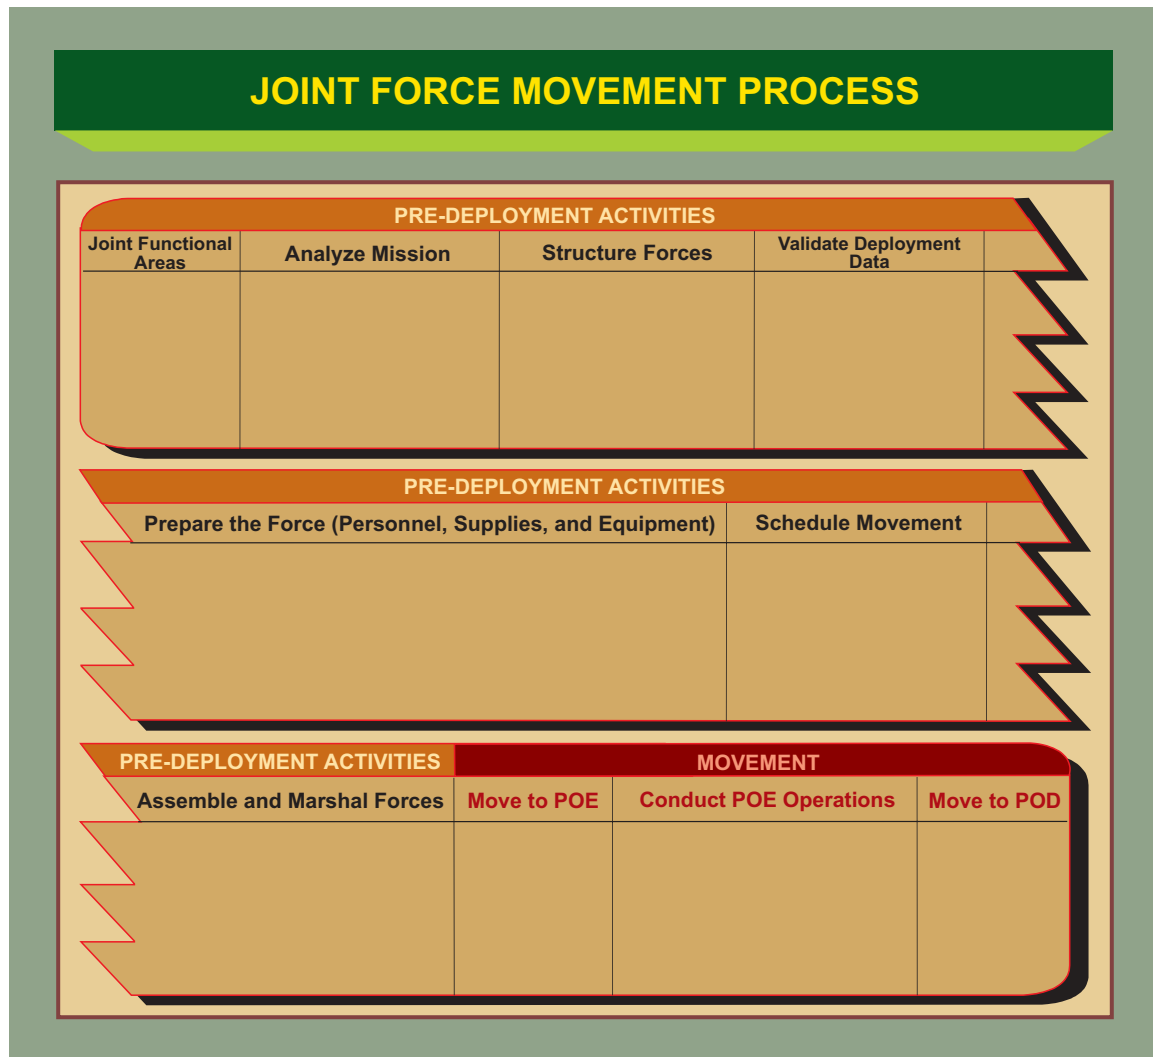 JOINT FORCE MOVEMENT PROCESS
PRE-DEPLOYMENT ACTIVITIES
Joint Functional
Areas
Analyze Mission
Structure Forces
Validate Deployment
Data
PRE-DEPLOYMENT ACTIVITIES
Prepare the Force (Personnel, Supplies, and Equipment)
Schedule Movement
PRE-DEPLOYMENT ACTIVITIES
MOVEMENT
Assemble and Marshal Forces
Move to POE
Conduct POE Operations
Move to POD